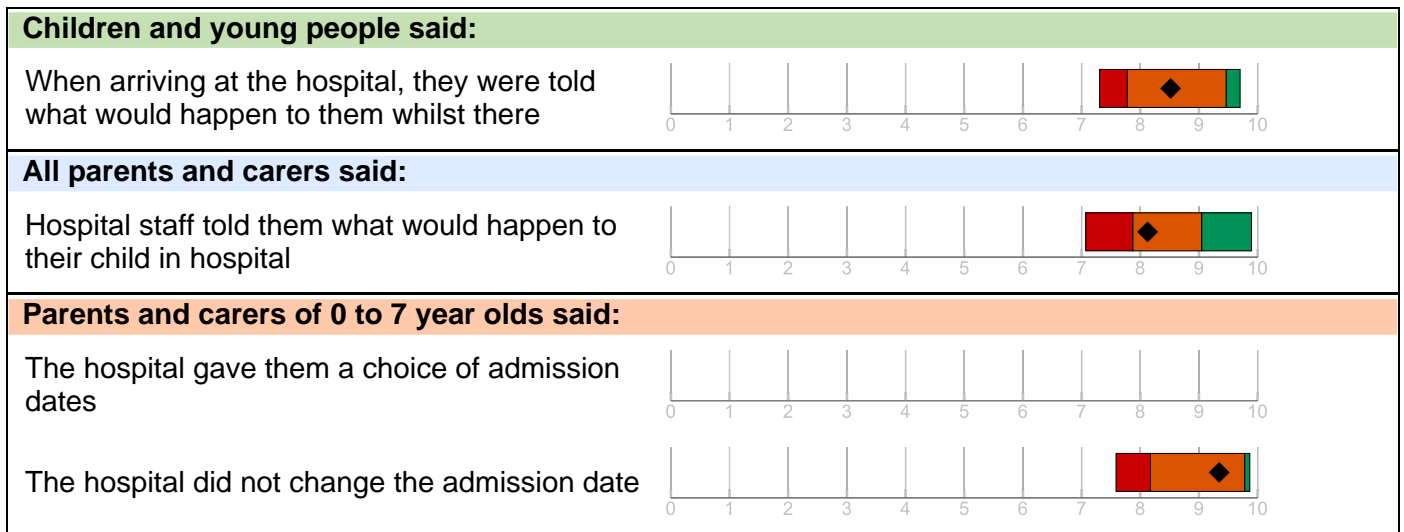 Children and young people said:
When arriving at the hospital, they were told
what would happen to them whilst there
0 1 2 3 4 5 6 7 8 9 10
All parents and carers said:
Hospital staff told them what would happen to
their child in hospital
0 1 2 3 4 5 6 7 8 9 10
Parents and carers of 0 to 7 year olds said:
The hospital gave them a choice of admission
dates
0 1 2 3 4 5 6 7 8 9 10
The hospital did not change the admission date
0 1 2 3 4 5 6 7 8 9 10